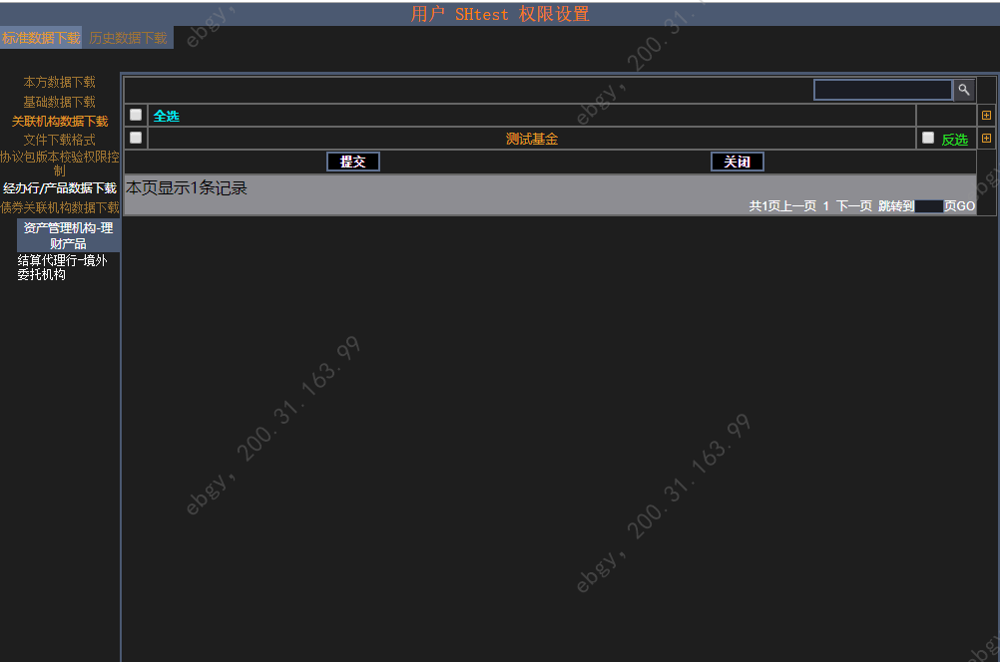 用户 SHtest 权限设置
标准数据下载 历史数据下载
本方数据下载
基础数据下载
关联机构数据下载
文件下载格式
协议包版本校验权限控
制
经办行/产品数据下载
债券关联机构数据下载
资产管理机构-理
财产品
结算代理行-境外
委托机构
全选
测试基金 反选
提交 关闭
本页显示1条记录
共1页上一页 1 下一页 跳转到 页GO
ebgy,
ebgy, 200.31.
ebgy
ebgy, 200.31.163.99
ebgy, 200.31.163.99
ebgy